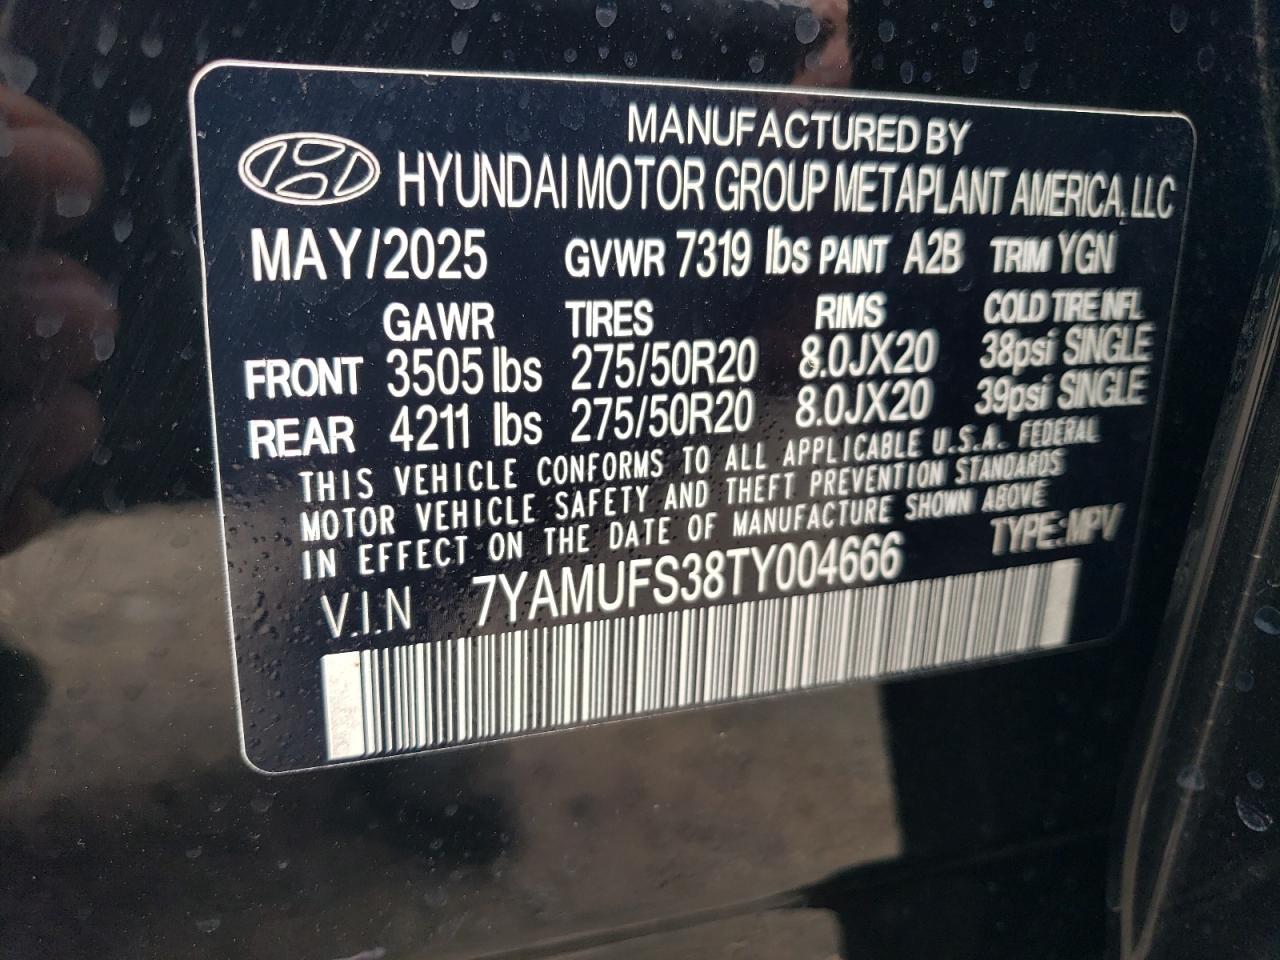 MANUFACTURED BY
HYUNDAI MOTOR GROUP METAPLANT AMERICA, LLC
MAY/2025 GVWR 7319 lbs PAINT A2B TRIM YGN
GAWR TIRES RIMS COLD TIRE INFL
FRONT 3505 lbs 275/50R20 8.0JX20 38psi SINGLE
REAR 4211 lbs 275/50R20 8.0JX20 39psi SINGLE
THIS VEHICLE CONFORMS TO ALL APPLICABLE U.S.A. FEDERAL
MOTOR VEHICLE SAFETY AND THEFT PREVENTION STANDARDS
IN EFFECT ON THE DATE OF MANUFACTURE SHOWN ABOVE
TYPE:MPV
V.I.N 7YAMUFS38TY004666